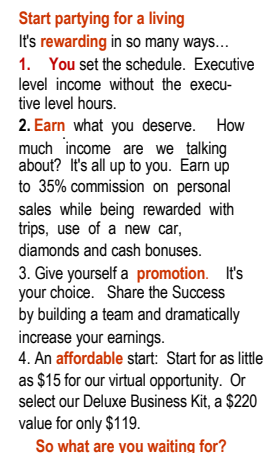 Start partying for a living
It's rewarding in so many ways…
1. You set the schedule. Executive
level income without the execu-
tive level hours.
2. Earn what you deserve. How
much income are we talking
about? It's all up to you. Earn up
to 35% commission on personal
sales while being rewarded with
trips, use of a new car,
diamonds and cash bonuses.
3. Give yourself a promotion. It's
your choice. Share the Success
by building a team and dramatically
increase your earnings.
4. An affordable start: Start for as little
as $15 for our virtual opportunity. Or
select our Deluxe Business Kit, a $220
value for only $119.
So what are you waiting for?